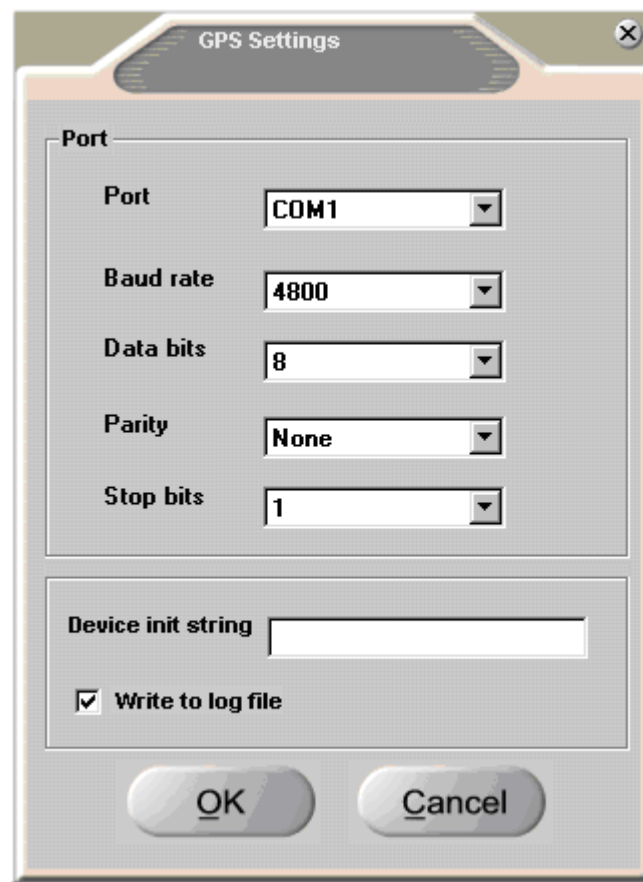 GPS Settings
Port
Port
COM1
Baud rate
4800
Data bits
8
Parity
None
Stop bits
1
Device init string
Write to log file
OK
Cancel